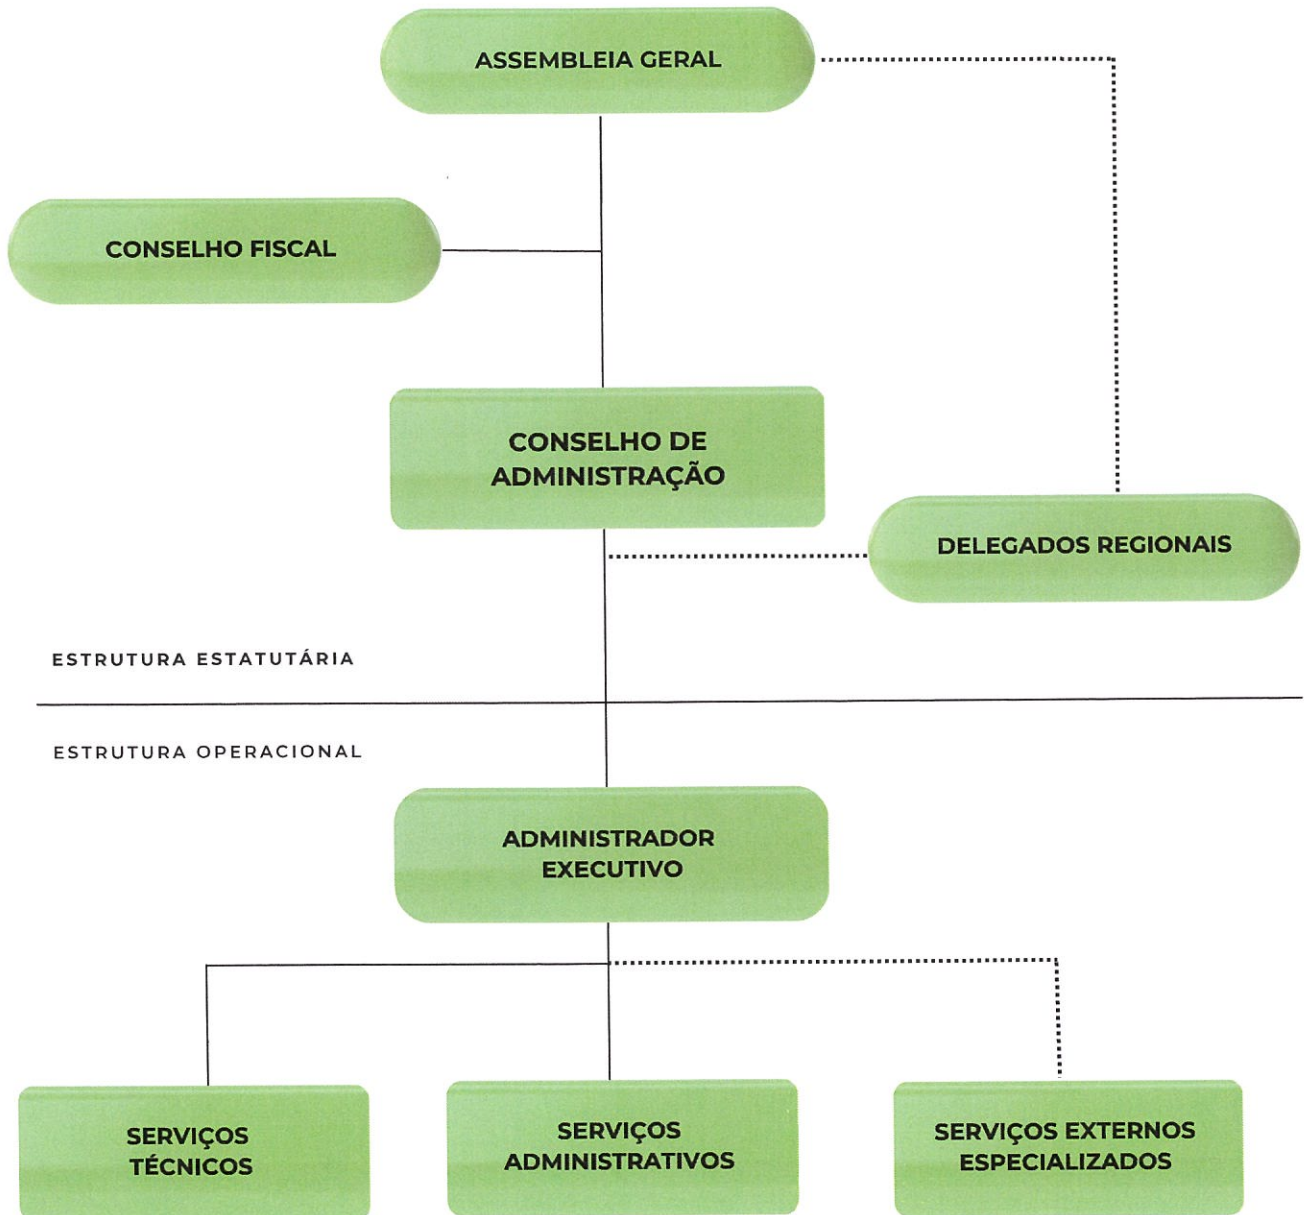 ASSEMBLEIA GERAL
CONSELHO FISCAL
CONSELHO DE
ADMINISTRAÇÃO
DELEGADOS REGIONAIS
ESTRUTURA ESTATUTÁRIA
ESTRUTURA OPERACIONAL
ADMINISTRADOR
EXECUTIVO
SERVIÇOS
TÉCNICOS
SERVIÇOS
ADMINISTRATIVOS
SERVIÇOS EXTERNOS
ESPECIALIZADOS